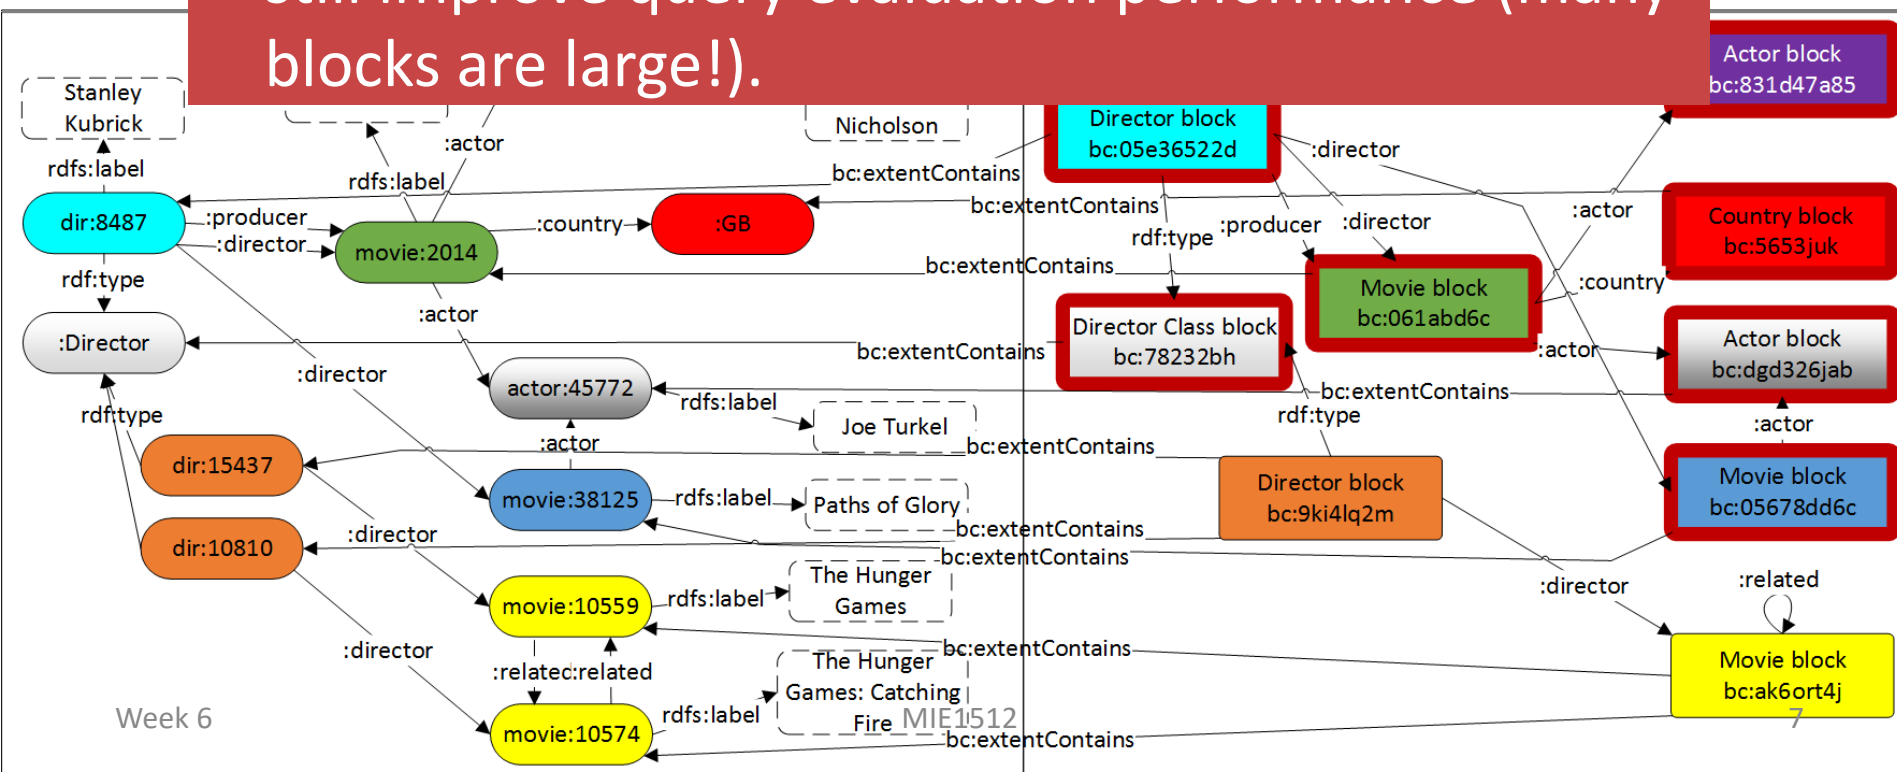 still improve query evaluation performance (many
blocks are large!).
Stanley
Kubrick
rdfs:label
dir:8487
:producer
:director
rdf:type
:Director
rdf:type
dir:15437
dir:10810
:director
:director
:director
rdfs:label
:actor
movie:2014
:country
:GB
:actor
actor:45772
rdfs:label
Joe Turkel
:actor
movie:38125
rdfs:label
Paths of Glory
movie:10559
rdfs:label
The Hunger
Games
:related
:related
movie:10574
rdfs:label
The Hunger
Games: Catching
Fire
Nicholson
bc:extentContains
bc:extentContains
bc:extentContains
bc:extentContains
bc:extentContains
bc:extentContains
bc:extentContains
bc:extentContains
bc:extentContains
bc:extentContains
Director block
bc:05e36522d
:director
:producer
:director
rdf:type
Director Class block
bc:78232bh
Movie block
bc:061abd6c
:actor
:country
:actor
Actor block
bc:831d47a85
Country block
bc:5653juk
Actor block
bc:dgd326jab
:actor
Movie block
bc:05678dd6c
rdf:type
Director block
bc:9ki4lq2m
:director
:related
Movie block
bc:ak6ort4j
Week 6
MIE1512
7